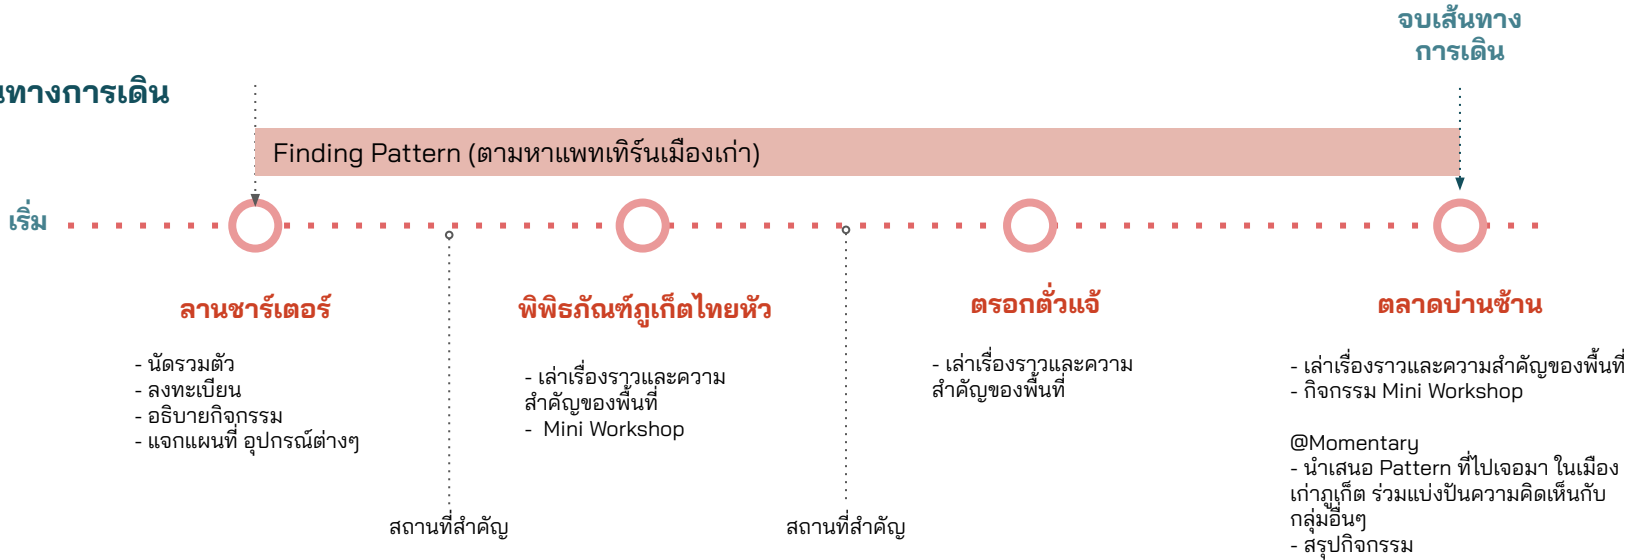 จบเส้นทาง
การเดิน
นทางการเดิน
Finding Pattern (ตามหาแพทเทิร์นเมืองเก่า)
เริ่ม
ลานชาร์เตอร์
- นัดรวมตัว
- ลงทะเบียน
- อธิบายกิจกรรม
- แจกแผนที่ อุปกรณ์ต่างๆ
สถานที่สำคัญ
พิพิธภัณฑ์ภูเก็ตไทยหัว
- เล่าเรื่องราวและความ
สำคัญของพื้นที่
- Mini Workshop
สถานที่สำคัญ
ตรอกตั่วแจ้
- เล่าเรื่องราวและความ
สำคัญของพื้นที่
ตลาดบ่านซ้าน
- เล่าเรื่องราวและความสำคัญของพื้นที่
- กิจกรรม Mini Workshop
@Momentary
- นำเสนอ Pattern ที่ไปเจอมา ในเมือง
เก่าภูเก็ต ร่วมแบ่งปันความคิดเห็นกับ
กลุ่มอื่นๆ
- สรุปกิจกรรม